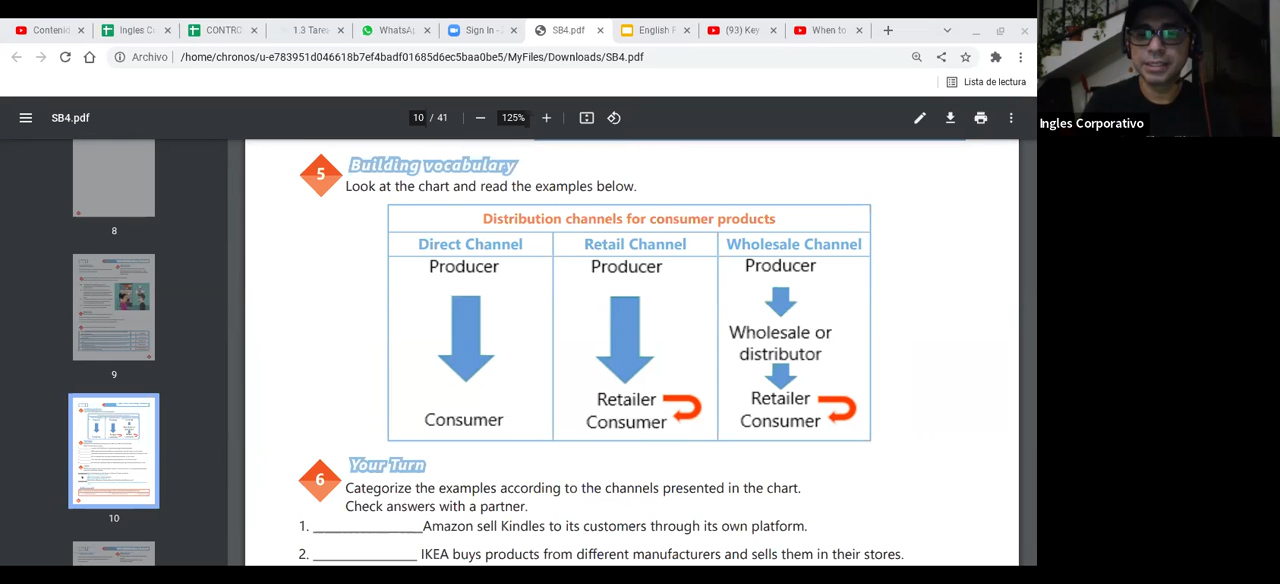 Contenid
Ingles C
CONTRO
1.3 Tarea
WhatsAp
Sign In -
SB4.pdf
English F
(93) Key
When to
Archivo
/home/chronos/u-e783951d046618b7ef4badf01685d6ec5baa0be5/MyFiles/Downloads/SB4.pdf
Lista de lectura
Ingles Corporativo
SB4.pdf
10 / 41
125%
8
9
10
5
Building vocabulary
Look at the chart and read the examples below.
Distribution channels for consumer products
Direct Channel
Retail Channel
Wholesale Channel
Producer
Consumer
Producer
Retailer
Consumer
Producer
Wholesale or
distributor
Retailer
Consumer
6
Your Turn
Categorize the examples according to the channels presented in the chart.
Check answers with a partner.
1. ________________Amazon sell Kindles to its customers through its own platform.
2. _______________ IKEA buys products from different manufacturers and sells them in their stores.